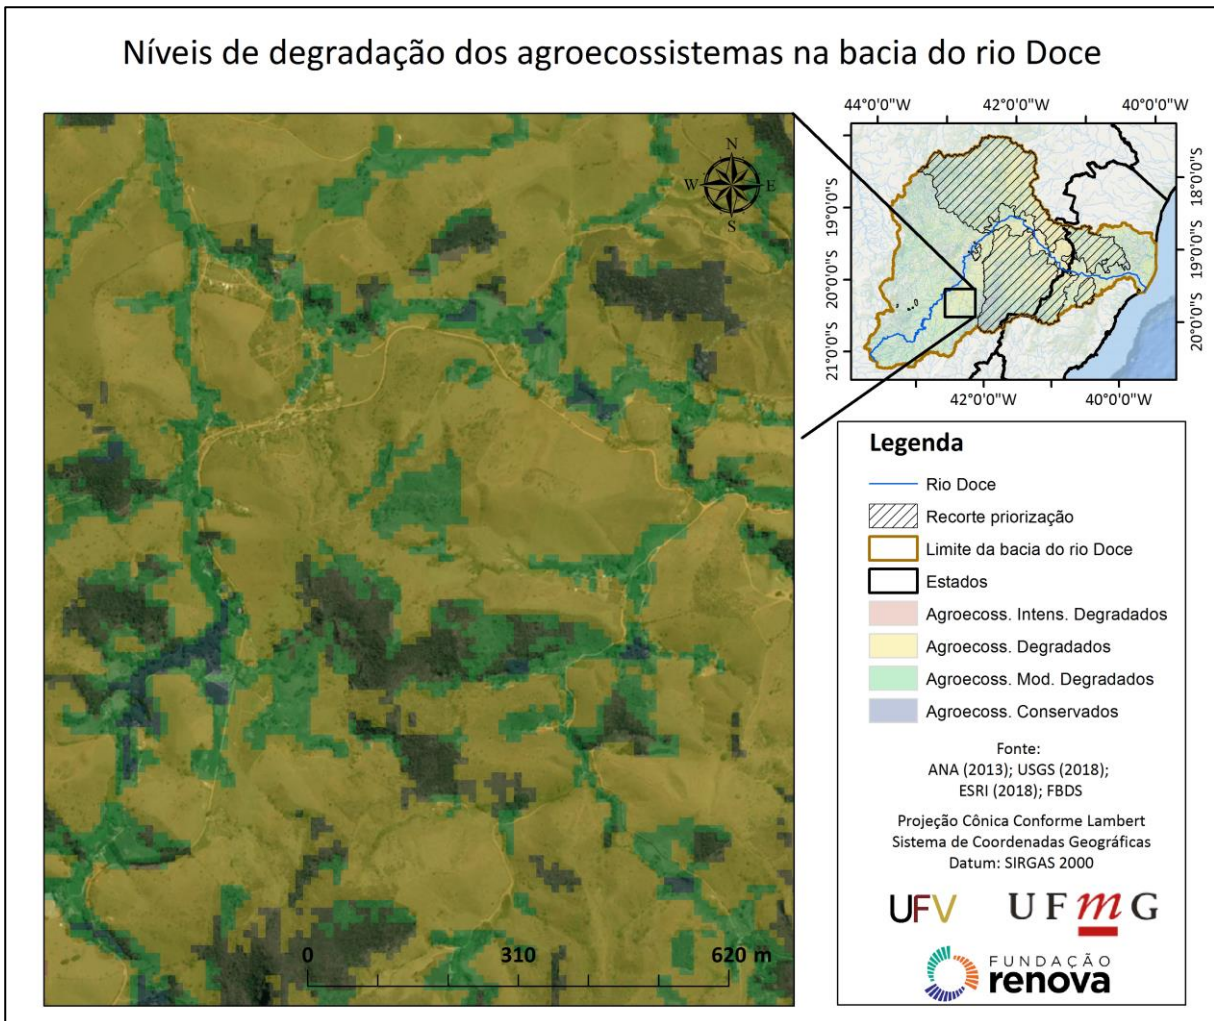 Níveis de degradação dos agroecossistemas na bacia do rio Doce
N
W
E
S
0
310
620 m
44°0'0"W
42°0'0"W
40°0'0"W
19°0'0"S
20°0'0"S
21°0'0"S
18°0'0"S
19°0'0"S
20°0'0"S
42°0'0"W
40°0'0"W
Legenda
Rio Doce
Recorte priorização
Limite da bacia do rio Doce
Estados
Agroecoss. Intens. Degradados
Agroecoss. Degradados
Agroecoss. Mod. Degradados
Agroecoss. Conservados
Fonte:
ANA (2013); USGS (2018);
ESRI (2018); FBDS
Projeção Cônica Conforme Lambert
Sistema de Coordenadas Geográficas
Datum: SIRGAS 2000
UFV
UFmG
FUNDAÇÃO
renova